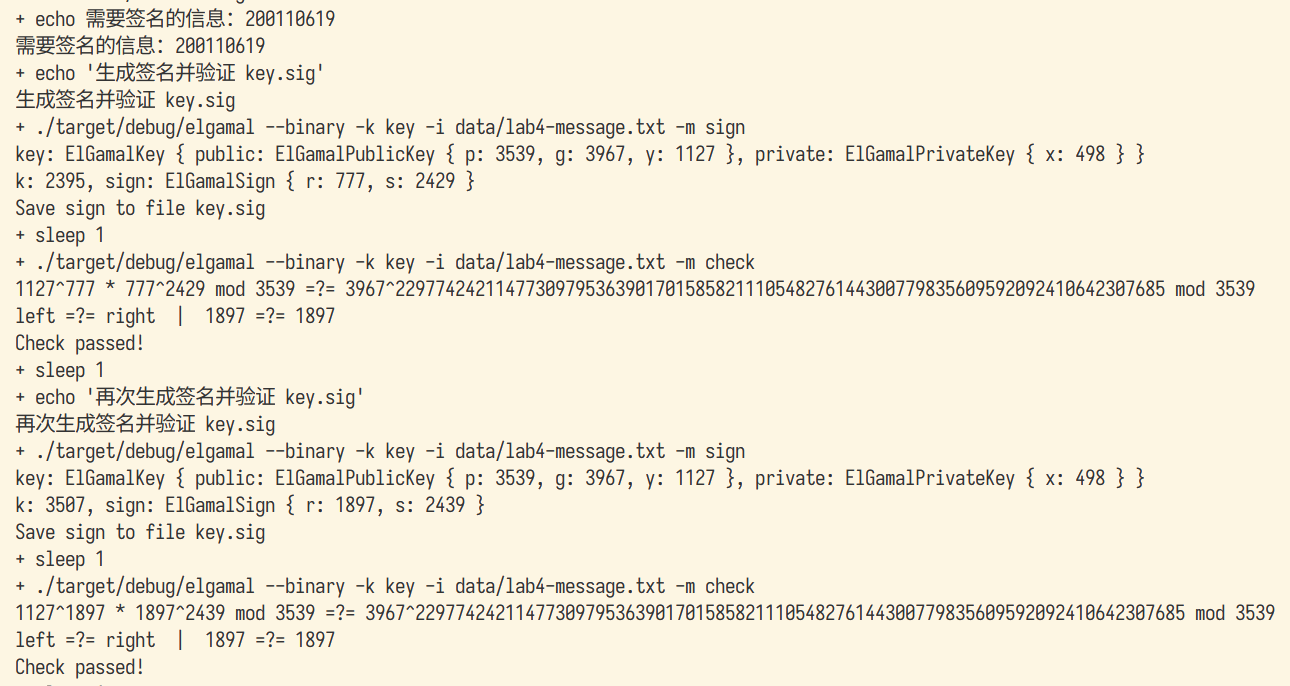 + echo 需要签名的信息: 200110619
需要签名的信息: 200110619
+ echo '生成签名并验证 key.sig'
生成签名并验证 key.sig
+ ./target/debug/elgamal --binary -k key -i data/lab4-message.txt -m sign
key: ElGamalKey { public: ElGamalPublicKey { p: 3539, g: 3967, y: 1127 }, private: ElGamalPrivateKey { x: 498 } }
k: 2395, sign: ElGamalSign { r: 777, s: 2429 }
Save sign to file key.sig
+ sleep 1
+ ./target/debug/elgamal --binary -k key -i data/lab4-message.txt -m check
1127^777 * 777^2429 mod 3539 =?= 3967^22977424211477309795363901701585821110548276144300779835609592092410642307685 mod 3539
left =?= right  |  1897 =?= 1897
Check passed!
+ sleep 1
+ echo '再次生成签名并验证 key.sig'
再次生成签名并验证 key.sig
+ ./target/debug/elgamal --binary -k key -i data/lab4-message.txt -m sign
key: ElGamalKey { public: ElGamalPublicKey { p: 3539, g: 3967, y: 1127 }, private: ElGamalPrivateKey { x: 498 } }
k: 3507, sign: ElGamalSign { r: 1897, s: 2439 }
Save sign to file key.sig
+ sleep 1
+ ./target/debug/elgamal --binary -k key -i data/lab4-message.txt -m check
1127^1897 * 1897^2439 mod 3539 =?= 3967^22977424211477309795363901701585821110548276144300779835609592092410642307685 mod 3539
left =?= right  |  1897 =?= 1897
Check passed!